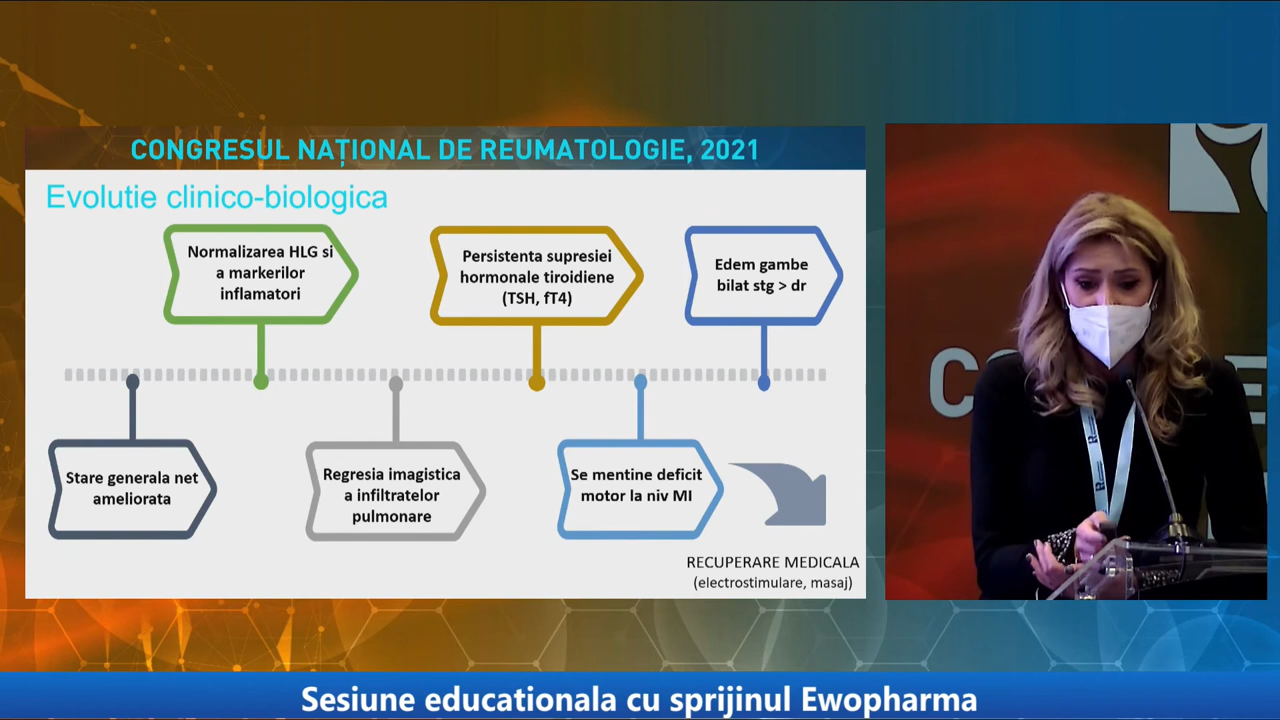 CONGRESUL NAȚIONAL DE REUMATOLOGIE, 2021
Evolutie clinico-biologica
Normalizarea HLG si
a markerilor
inflamatori
Persistenta supresiei
hormonale tiroidiene
(TSH, fT4)
Edem gambe
bilat stg > dr
Stare generala net
ameliorata
Regresia imagistica
a infiltratelor
pulmonare
Se mentine deficit
motor la niv MI
RECUPERARE MEDICALA
(electrostimulare, masaj)
Sesiune educationala cu sprijinul Ewopharma